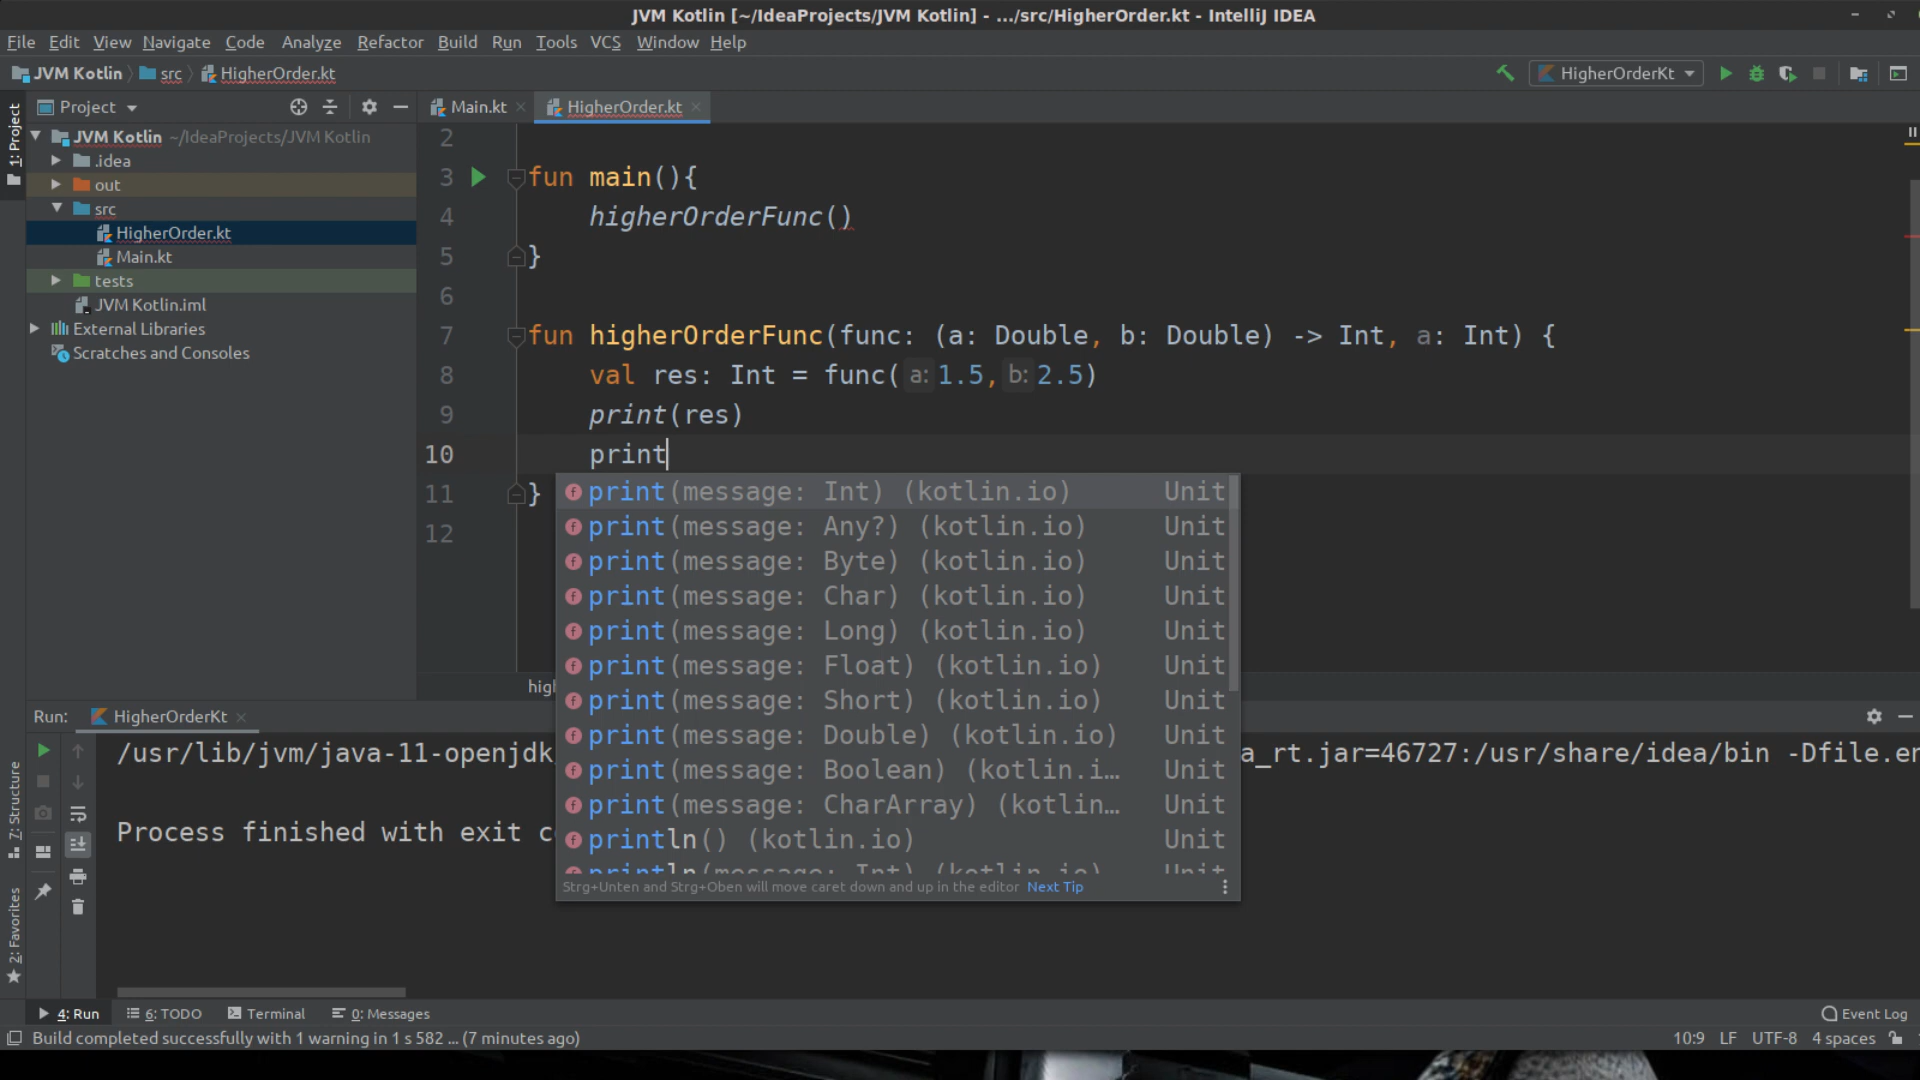 JVM Kotlin [~/IdeaProjects/JVM Kotlin] - .../src/HigherOrder.kt - IntelliJ IDEA
File Edit View Navigate Code Analyze Refactor Build Run Tools VCS Window Help
JVM Kotlin src HigherOrder.kt HigherOrderKt
1: Project
Project
Main.kt HigherOrder.kt
JVM Kotlin ~/IdeaProjects/JVM Kotlin
.idea
out
src
HigherOrder.kt
Main.kt
tests
JVM Kotlin.iml
External Libraries
Scratches and Consoles
2
3 fun main(){
4 higherOrderFunc()
5 }
6
7 fun higherOrderFunc(func: (a: Double, b: Double) -> Int, a: Int) {
8 val res: Int = func( a: 1.5, b: 2.5)
9 print(res)
10 print
11 }
12
print(message: Int) (kotlin.io) Unit
print(message: Any?) (kotlin.io) Unit
print(message: Byte) (kotlin.io) Unit
print(message: Char) (kotlin.io) Unit
print(message: Long) (kotlin.io) Unit
print(message: Float) (kotlin.io) Unit
print(message: Short) (kotlin.io) Unit
print(message: Double) (kotlin.io) Unit
print(message: Boolean) (kotlin.i… Unit
print(message: CharArray) (kotlin… Unit
println() (kotlin.io) Unit
println(message: Int) (kotlin.io) Unit
Strg+Unten and Strg+Oben will move caret down and up in the editor Next Tip
high
Run: HigherOrderKt
/usr/lib/jvm/java-11-openjdk a_rt.jar=46727:/usr/share/idea/bin -Dfile.en
Process finished with exit c
7: Structure
2: Favorites
4: Run 6: TODO Terminal 0: Messages Event Log
Build completed successfully with 1 warning in 1 s 582 ... (7 minutes ago) 10:9 LF UTF-8 4 spaces